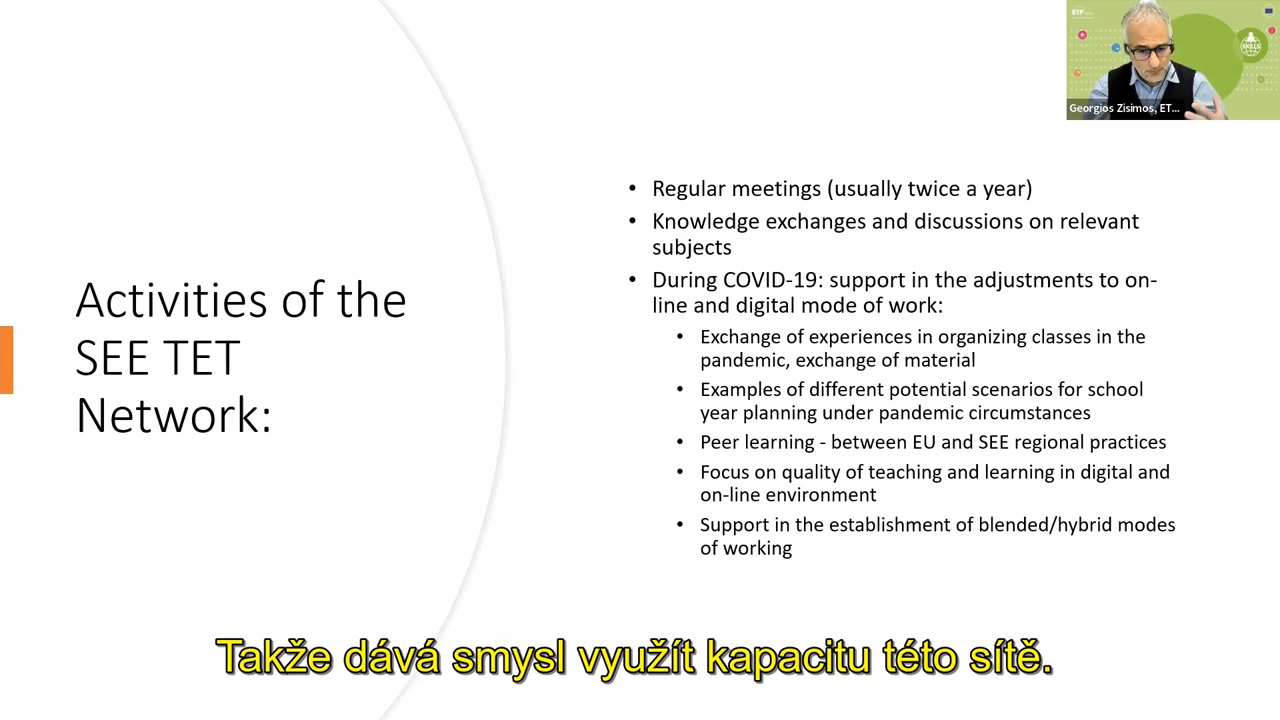 ETF
SKILLS
Georgios Zisimos, ET...
Activities of the
SEE TET
Network:
• Regular meetings (usually twice a year)
• Knowledge exchanges and discussions on relevant
subjects
• During COVID-19: support in the adjustments to on-
line and digital mode of work:
• Exchange of experiences in organizing classes in the
pandemic, exchange of material
• Examples of different potential scenarios for school
year planning under pandemic circumstances
• Peer learning - between EU and SEE regional practices
• Focus on quality of teaching and learning in digital and
on-line environment
• Support in the establishment of blended/hybrid modes
of working
Takže dává smysl využít kapacitu této sítě.